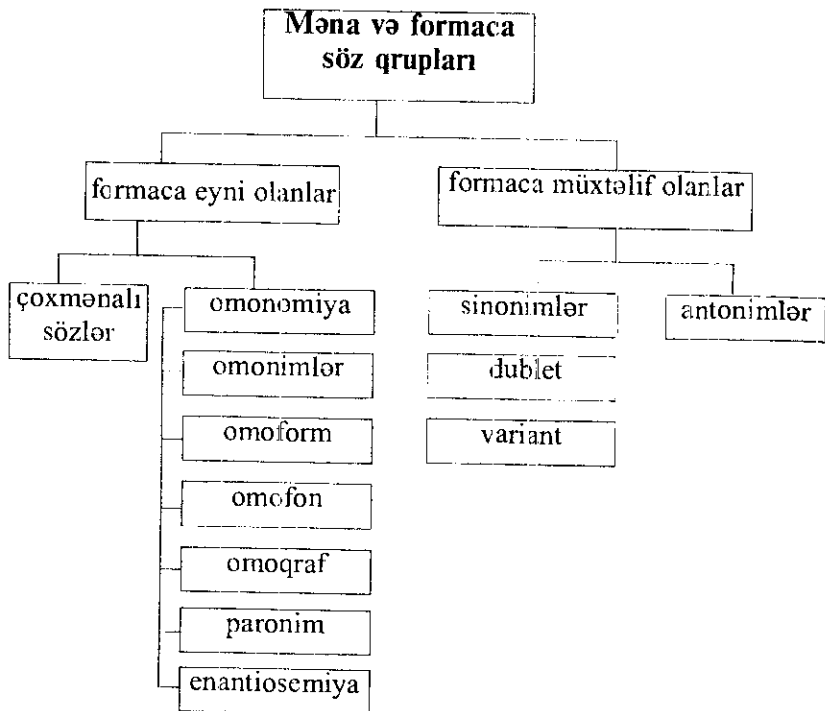 Məna və formaca
söz qrupları
formaca eyni olanlar
formaca müxtəlif olanlar
çoxmənalı
sözlər
omonomiya
omonimlər
omoform
omofon
omoqraf
paronim
enantiosemiya
sinonimlər
dublet
variant
antonimlər